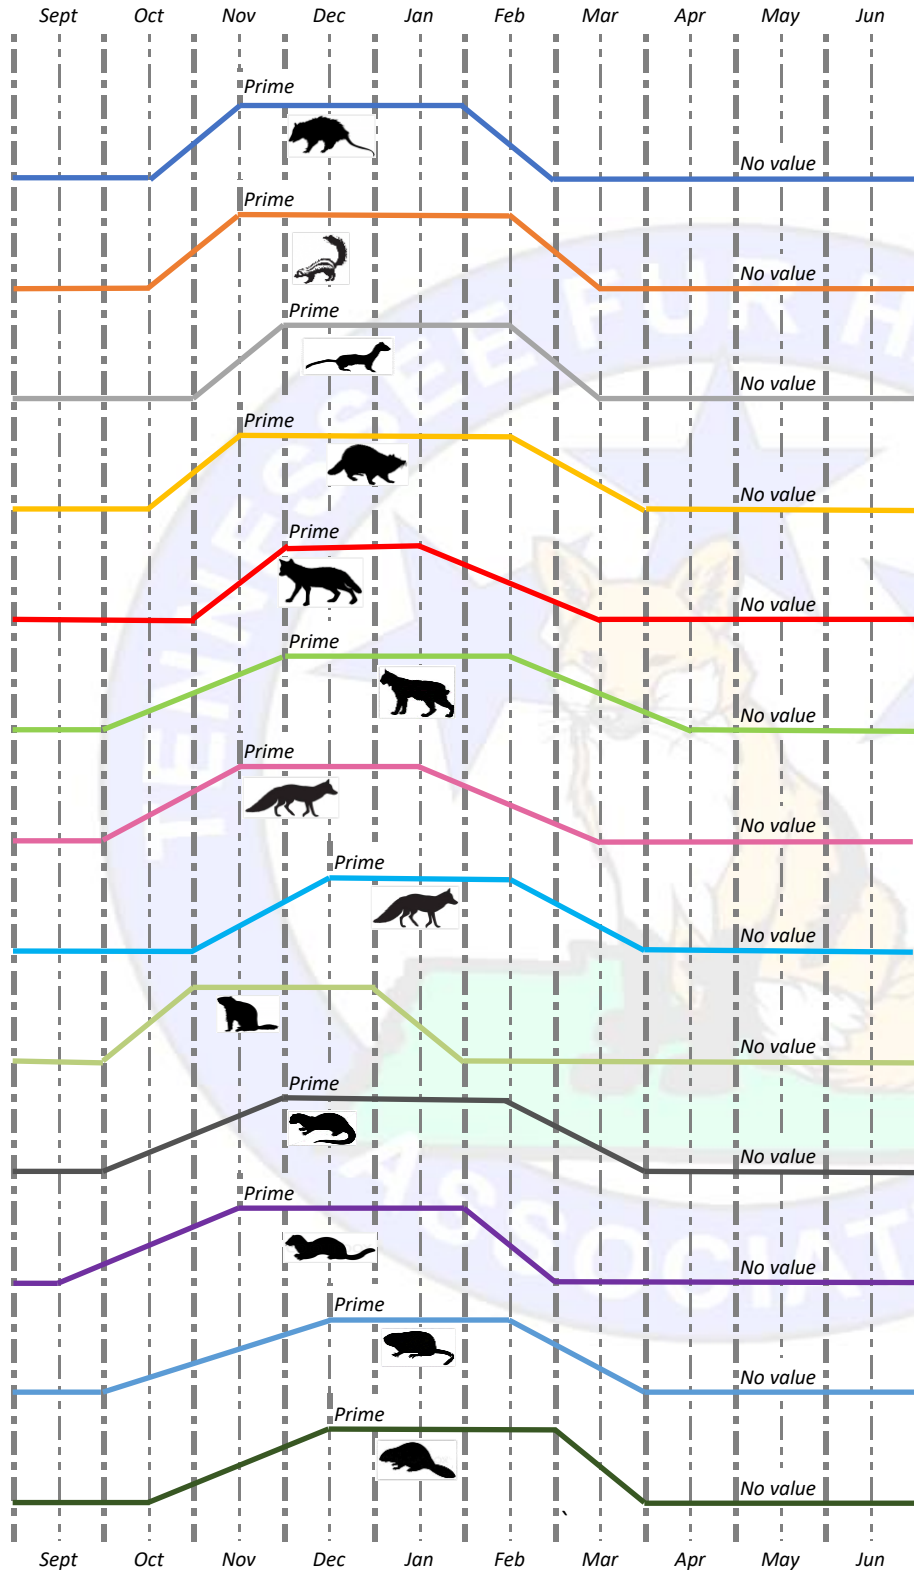 Sept Oct Nov Dec Jan Feb Mar Apr May Jun
Prime
No value
Prime
No value
Prime
No value
Prime
No value
Prime
No value
Prime
No value
Prime
No value
Prime
No value
No value
Prime
No value
Prime
No value
Prime
No value
Prime
No value
`
Sept Oct Nov Dec Jan Feb Mar Apr May Jun
TENNESSEE FUR H
ASSOCIAT